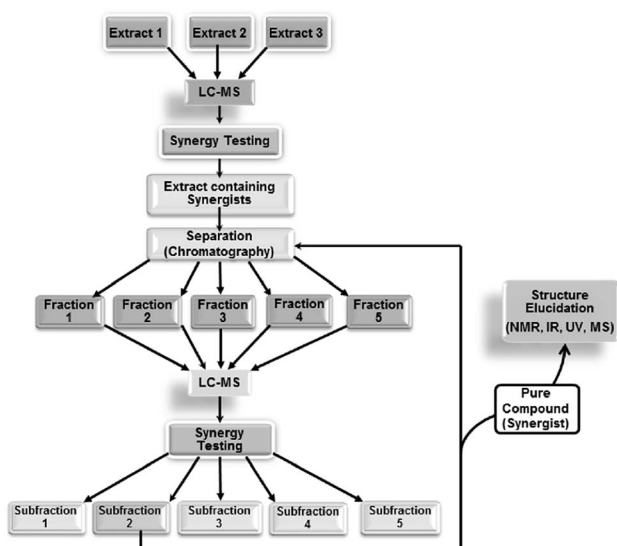 Extract 1
Extract 2
Extract 3
LC-MS
Synergy Testing
Extract containing
Synergists
Separation
(Chromatography)
Fraction
1
Fraction
2
Fraction
3
Fraction
4
Fraction
5
LC-MS
Synergy
Testing
Subfraction
1
Subfraction
2
Subfraction
3
Subfraction
4
Subfraction
5
Structure
Elucidation
(NMR, IR, UV, MS)
Pure
Compound
(Synergist)